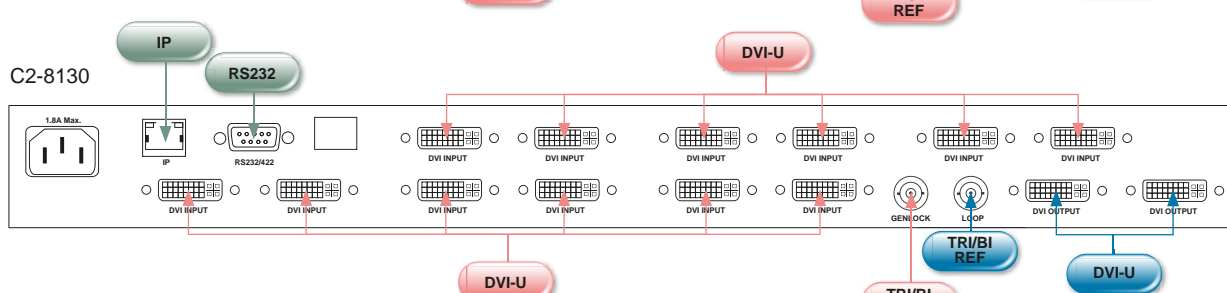 REF
IP
DVI-U
C2-8130
RS232
1.8A Max.
IP
RS232/422
DVI INPUT
DVI INPUT
DVI INPUT
DVI INPUT
DVI INPUT
DVI INPUT
DVI INPUT
DVI INPUT
DVI INPUT
DVI INPUT
DVI INPUT
DVI INPUT
GENLOCK
LOOP
DVI OUTPUT
DVI OUTPUT
TRI/BI
REF
DVI-U
DVI-U
TRI/BI